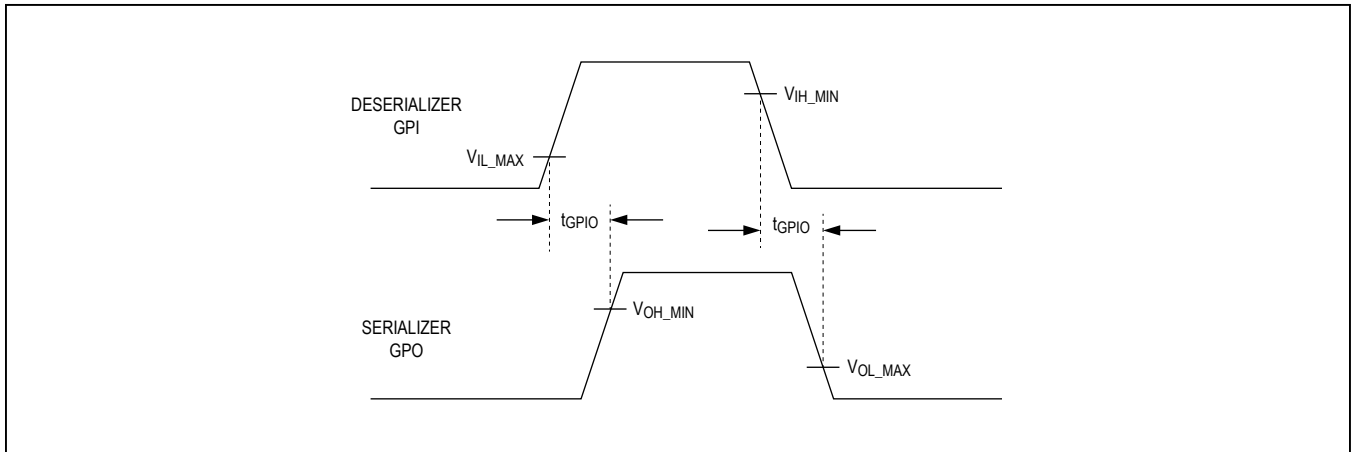 DESERIALIZER
GPI
VIH_MIN
VIL_MAX
tGPIO
tGPIO
SERIALIZER
GPO
VOH_MIN
VOL_MAX